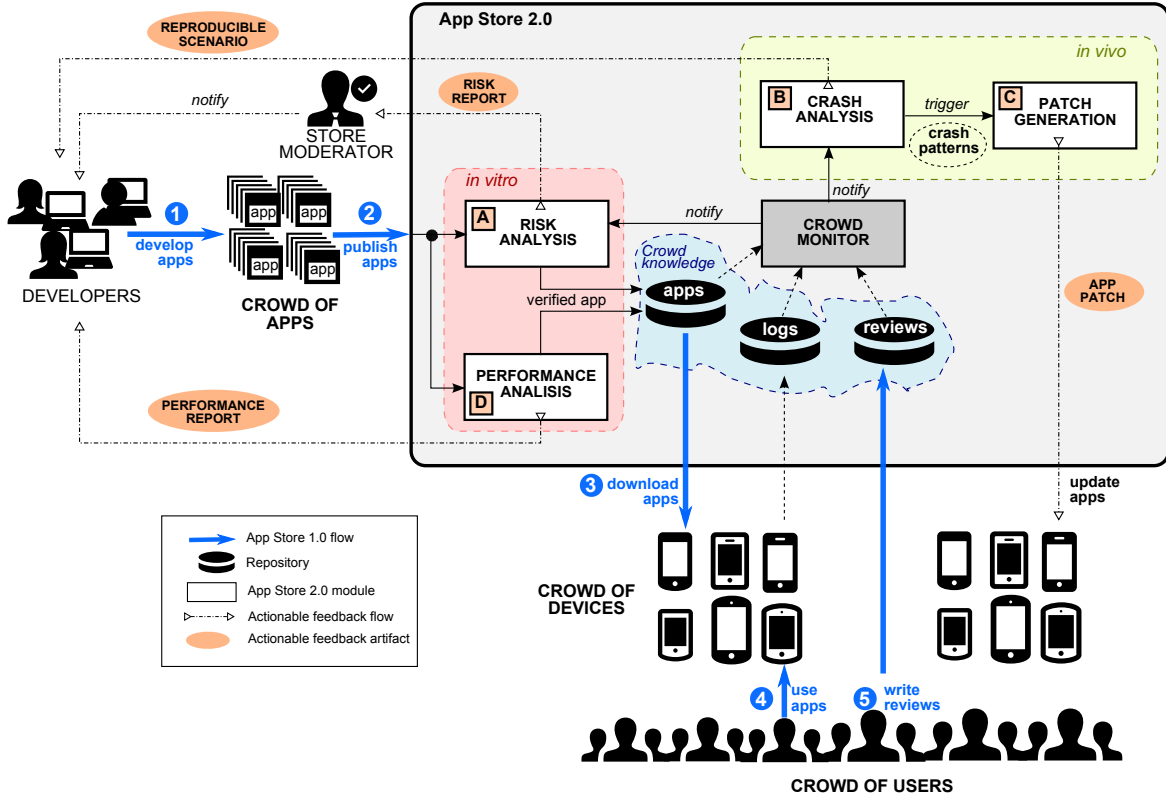 App Store 2.0
REPRODUCIBLE
SCENARIO
in vivo
RISK
REPORT
notify
STORE
MODERATOR
B
CRASH
ANALYSIS
trigger
crash
patterns
C
PATCH
GENERATION
in vitro
notify
1
develop
apps
app
app
app
app
2
publish
apps
A
RISK
ANALYSIS
notify
CROWD
MONITOR
DEVELOPERS
CROWD OF
APPS
verified app
Crowd
knowledge
apps
logs
reviews
APP
PATCH
PERFORMANCE
ANALISIS
D
PERFORMANCE
REPORT
3
download
apps
update
apps
App Store 1.0 flow
Repository
App Store 2.0 module
Actionable feedback flow
Actionable feedback artifact
CROWD OF
DEVICES
4
use
apps
5
write
reviews
CROWD OF USERS